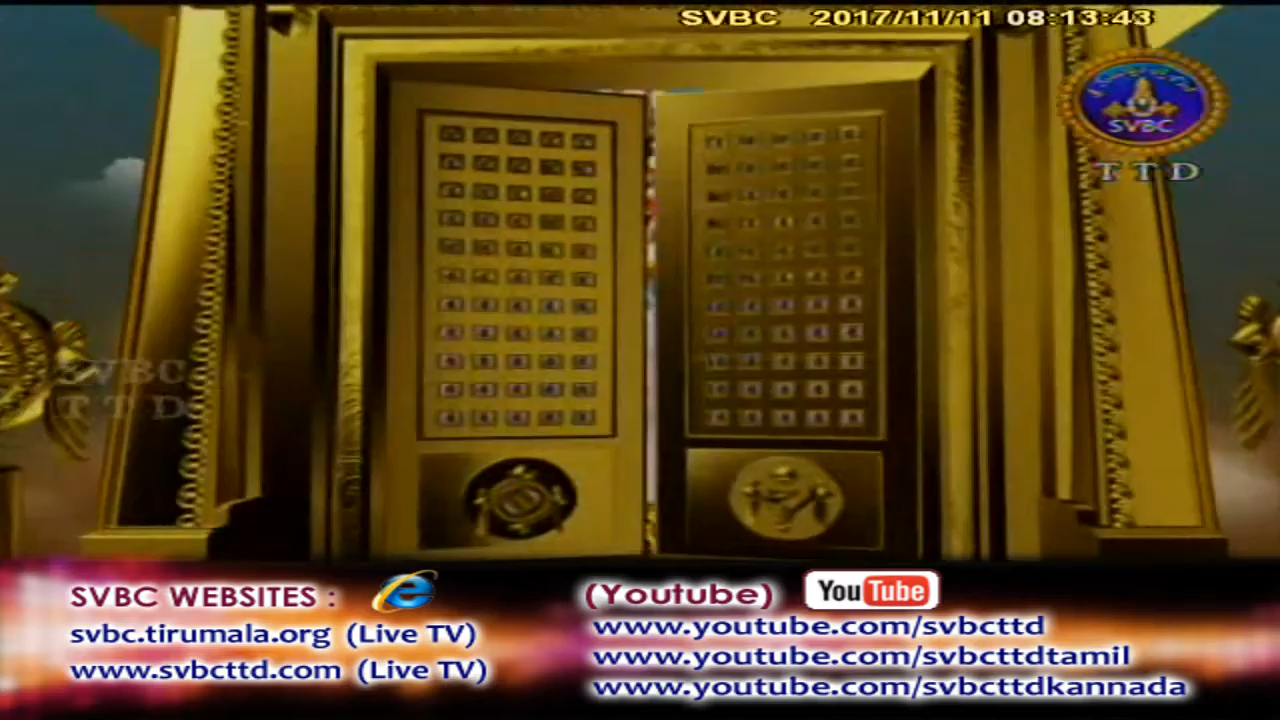 SVBC 2017/11/11 08:13:43
SVBC
T T D
SVBC
T T D
SVBC WEBSITES :
svbc.tirumala.org (Live TV)
www.svbcttd.com (Live TV)
(Youtube) YouTube
www.youtube.com/svbcttd
www.youtube.com/svbcttdtamil
www.youtube.com/svbcttdkannada